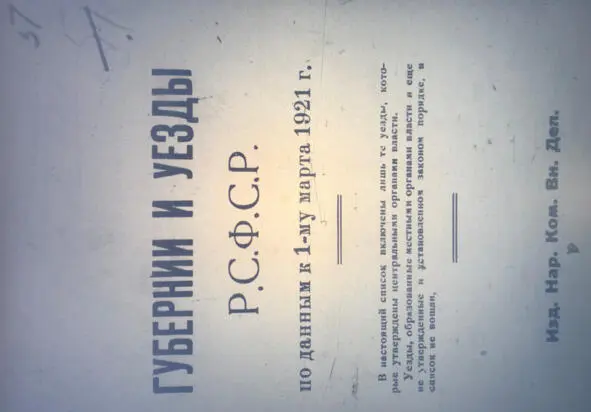 ГУБЕРНИИ И УЕЗДЫ
Р.С.Ф.С.Р.
по данным к 1-му марта 1921 г.
В настоящий список включены лишь те уезды, кото-
рые утверждены центральными органами власти.
Уезды, образованные местными органами власти и еще
не утвержденные в установленном законом порядке, в
список не вошли.
Изд. Нар. Ком. Вн. Дел.